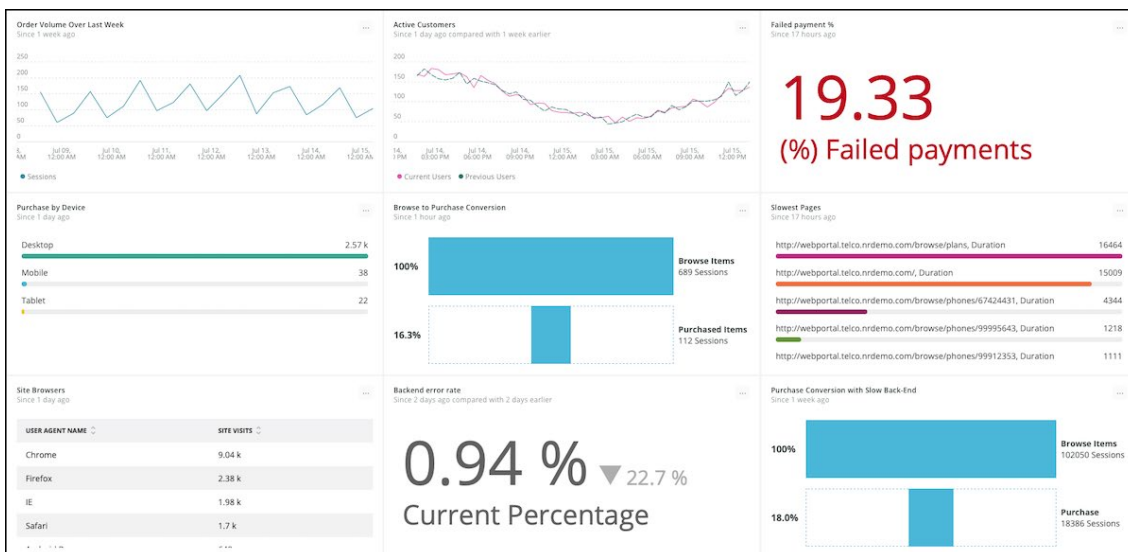 Order Volume Over Last Week
Since 1 week ago
...
250
200
150
100
50
0
Jul 09,
12:00 AM
Jul 10,
12:00 AM
Jul 11,
12:00 AM
Jul 12,
12:00 AM
Jul 13,
12:00 AM
Jul 14,
12:00 AM
Jul 15,
12:00 A
Sessions
Active Customers
Since 1 day ago compared with 1 week earlier
...
200
150
100
50
0
Jul 14,
03:00 PM
Jul 14,
06:00 PM
Jul 14,
09:00 PM
Jul 15,
12:00 AM
Jul 15,
03:00 AM
Jul 15,
06:00 AM
Jul 15,
09:00 AM
Jul 15,
12:00 PM
Current Users
Previous Users
Failed payment %
Since 17 hours ago
...
19.33
(%) Failed payments
Purchase by Device
Since 1 day ago
...
Desktop 2.57 k
Mobile 38
Tablet 22
Browse to Purchase Conversion
Since 1 hour ago
...
100%
Browse Items
689 Sessions
16.3%
Purchased Items
112 Sessions
Slowest Pages
Since 17 hours ago
...
http://webportal.telco.nrdemo.com/browse/plans, Duration 16464
http://webportal.telco.nrdemo.com/, Duration 15009
http://webportal.telco.nrdemo.com/browse/phones/67424431, Duration 4344
http://webportal.telco.nrdemo.com/browse/phones/99995643, Duration 1218
http://webportal.telco.nrdemo.com/browse/phones/99912353, Duration 1111
Site Browsers
Since 1 day ago
...
USER AGENT NAME SITE VISITS
Chrome 9.04 k
Firefox 2.38 k
IE 1.98 k
Safari 1.7 k
Backend error rate
Since 2 days ago compared with 2 days earlier
...
0.94 % 22.7 %
Current Percentage
Purchase Conversion with Slow Back-End
Since 1 week ago
...
100%
Browse Items
102050 Sessions
18.0%
Purchase
18386 Sessions